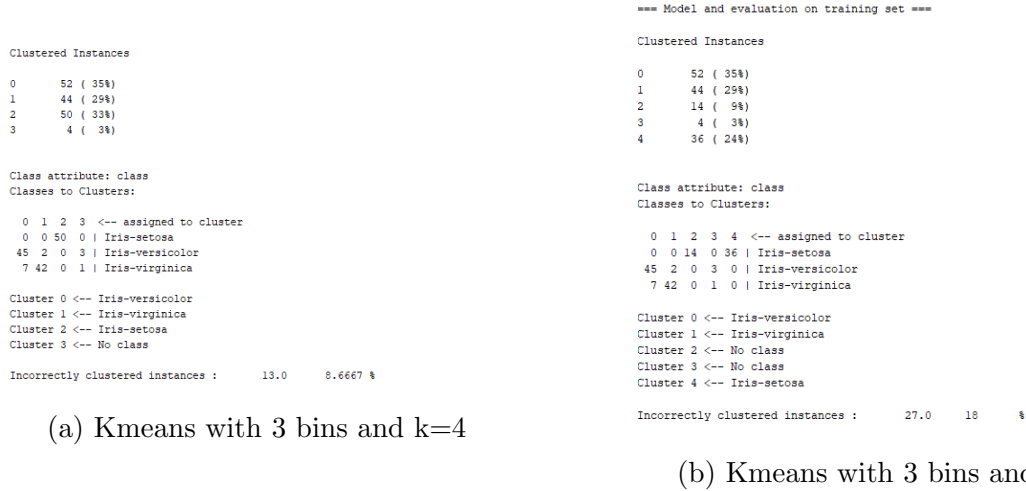 Clustered Instances
0 52 ( 35%)
1 44 ( 29%)
2 50 ( 33%)
3 4 ( 3%)
Class attribute: class
Classes to Clusters:
0 1 2 3 <-- assigned to cluster
0 0 50 0 | Iris-setosa
45 2 0 3 | Iris-versicolor
7 42 0 1 | Iris-virginica
Cluster 0 <-- Iris-versicolor
Cluster 1 <-- Iris-virginica
Cluster 2 <-- Iris-setosa
Cluster 3 <-- No class
Incorrectly clustered instances : 13.0 8.6667 %
(a) Kmeans with 3 bins and k=4
=== Model and evaluation on training set ===
Clustered Instances
0 52 ( 35%)
1 44 ( 29%)
2 14 ( 9%)
3 4 ( 3%)
4 36 ( 24%)
Class attribute: class
Classes to Clusters:
0 1 2 3 4 <-- assigned to cluster
0 0 14 0 36 | Iris-setosa
45 2 0 3 0 | Iris-versicolor
7 42 0 1 0 | Iris-virginica
Cluster 0 <-- Iris-versicolor
Cluster 1 <-- Iris-virginica
Cluster 2 <-- No class
Cluster 3 <-- No class
Cluster 4 <-- Iris-setosa
Incorrectly clustered instances : 27.0 18 %
(b) Kmeans with 3 bins